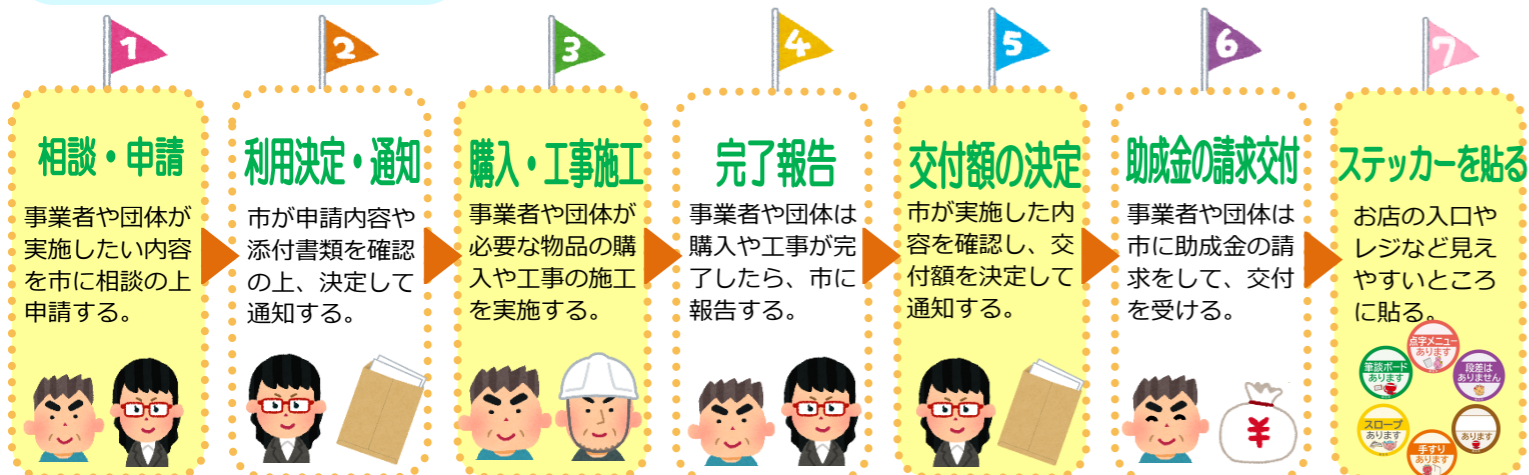 1
相談・申請
事業者や団体が
実施したい内容
を市に相談の上
申請する。
2
利用決定・通知
市が申請内容や
添付書類を確認
の上、決定して
通知する。
3
購入・工事施工
事業者や団体が
必要な物品の購
入や工事の施工
を実施する。
4
完了報告
事業者や団体は
購入や工事が完
了したら、市に
報告する。
5
交付額の決定
市が実施した内
容を確認し、交
付額を決定して
通知する。
6
助成金の請求交付
事業者や団体は
市に助成金の請
求をして、交付
を受ける。
¥
7
ステッカーを貼る
お店の入口や
レジなど見え
やすいところ
に貼る。
点字メニュー
あります
筆談ボード
あります
段差は
ありません
スロープ
あります
手すり
あります
あります